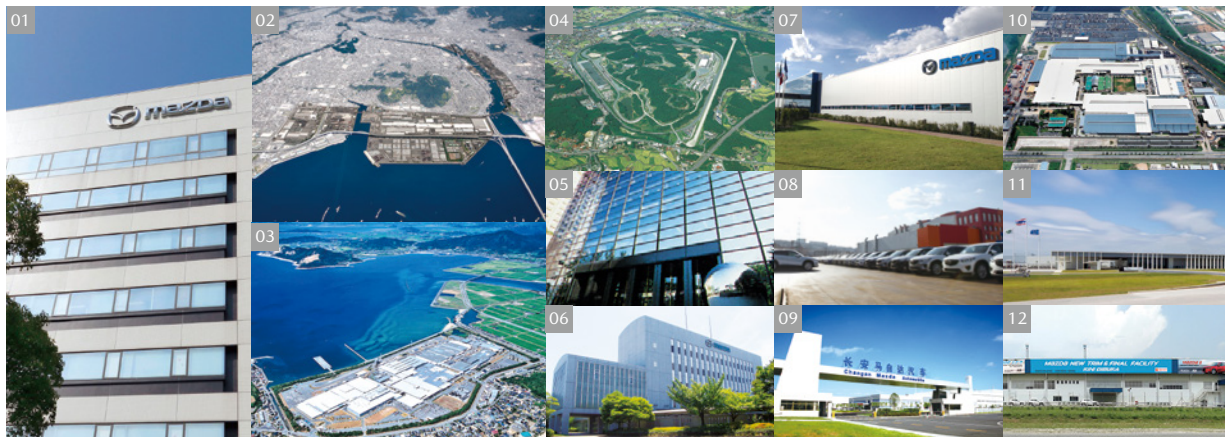 01
mazda
02
03
04
05
06
07
mazda
08
09
长安马自达汽车
Changan Mazda Automobile
10
11
12
MAZDA NEW TRIM & FINAL FACILITY